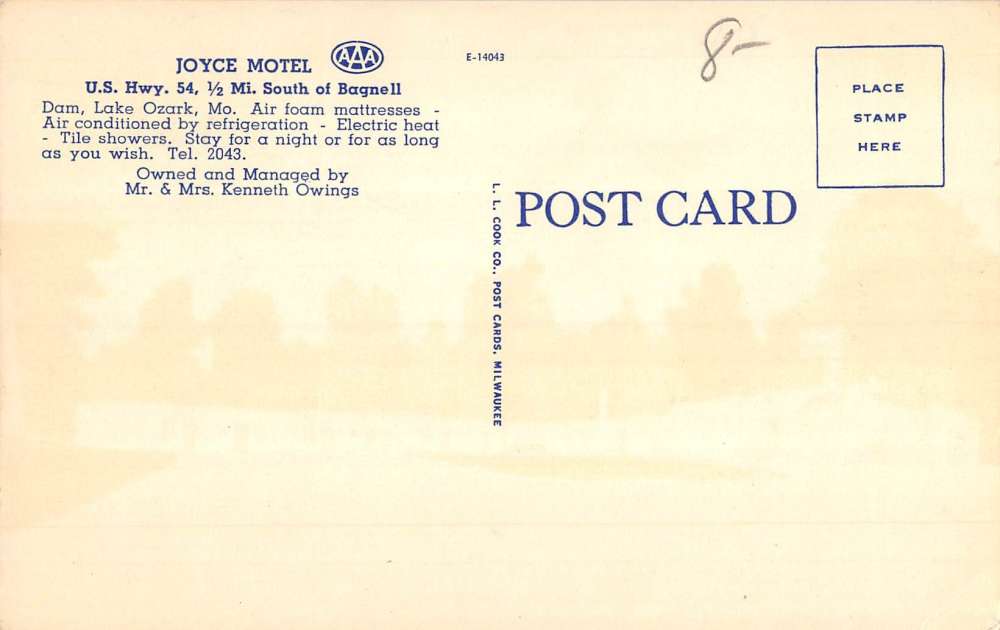 JOYCE MOTEL AAA
U.S. Hwy. 54, ½ Mi. South of Bagnell
Dam, Lake Ozark, Mo. Air foam mattresses -
Air conditioned by refrigeration - Electric heat
- Tile showers. Stay for a night or for as long
as you wish. Tel. 2043.
Owned and Managed by
Mr. & Mrs. Kenneth Owings
E-14043
L. L. COOK CO., POST CARDS, MILWAUKEE
POST CARD
8-
PLACE
STAMP
HERE